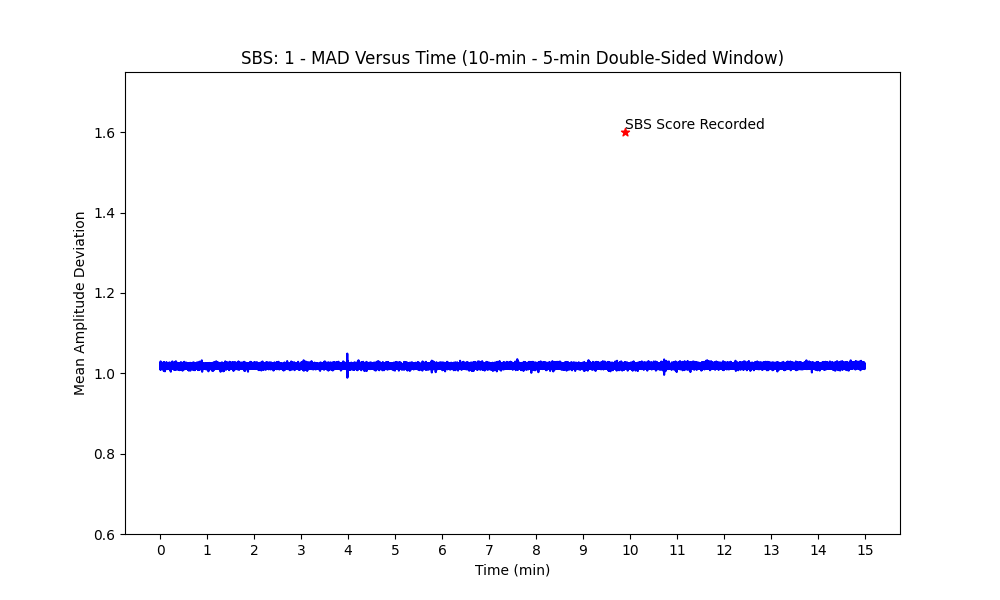 SBS: 1 - MAD Versus Time (10-min - 5-min Double-Sided Window)
SBS Score Recorded
Mean Amplitude Deviation
1.6
1.4
1.2
1.0
0.8
0.6
0 1 2 3 4 5 6 7 8 9 10 11 12 13 14 15
Time (min)